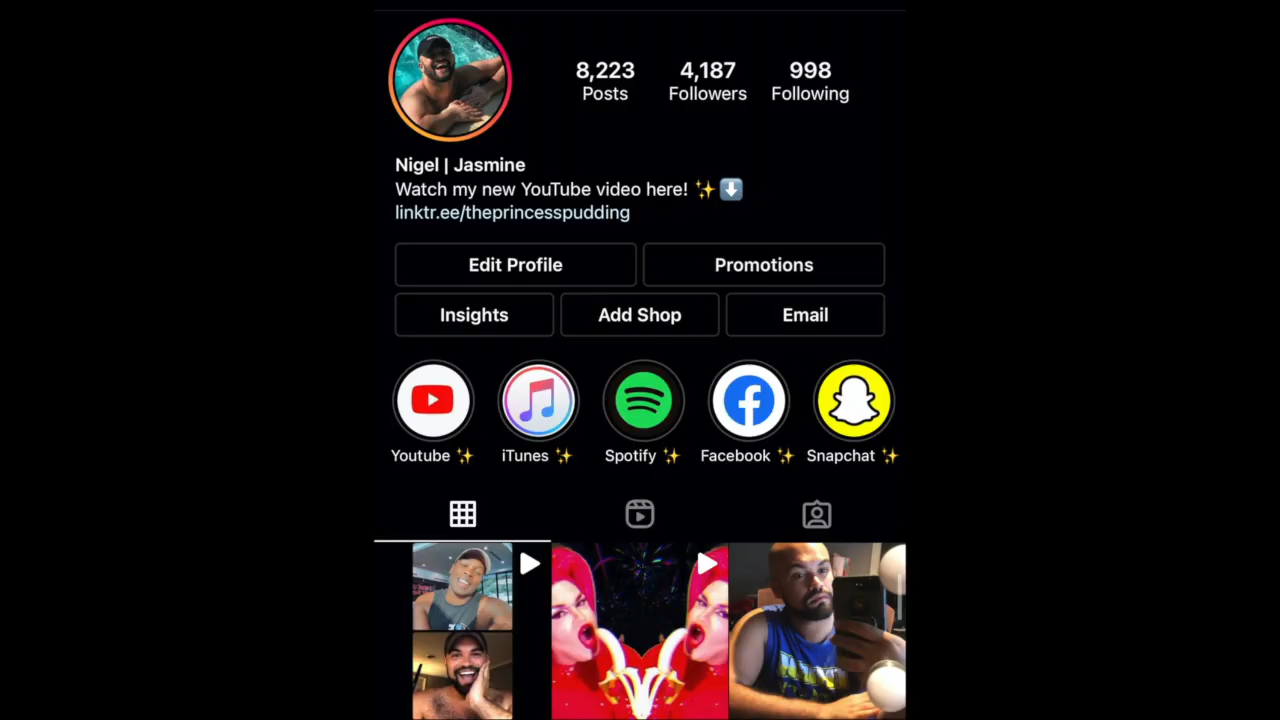 8,223 4,187 998
Posts Followers Following
Nigel | Jasmine
Watch my new YouTube video here! ✨⬇️
linktr.ee/theprincesspudding
Edit Profile Promotions
Insights Add Shop Email
Youtube ✨ iTunes ✨ Spotify ✨ Facebook ✨ Snapchat ✨